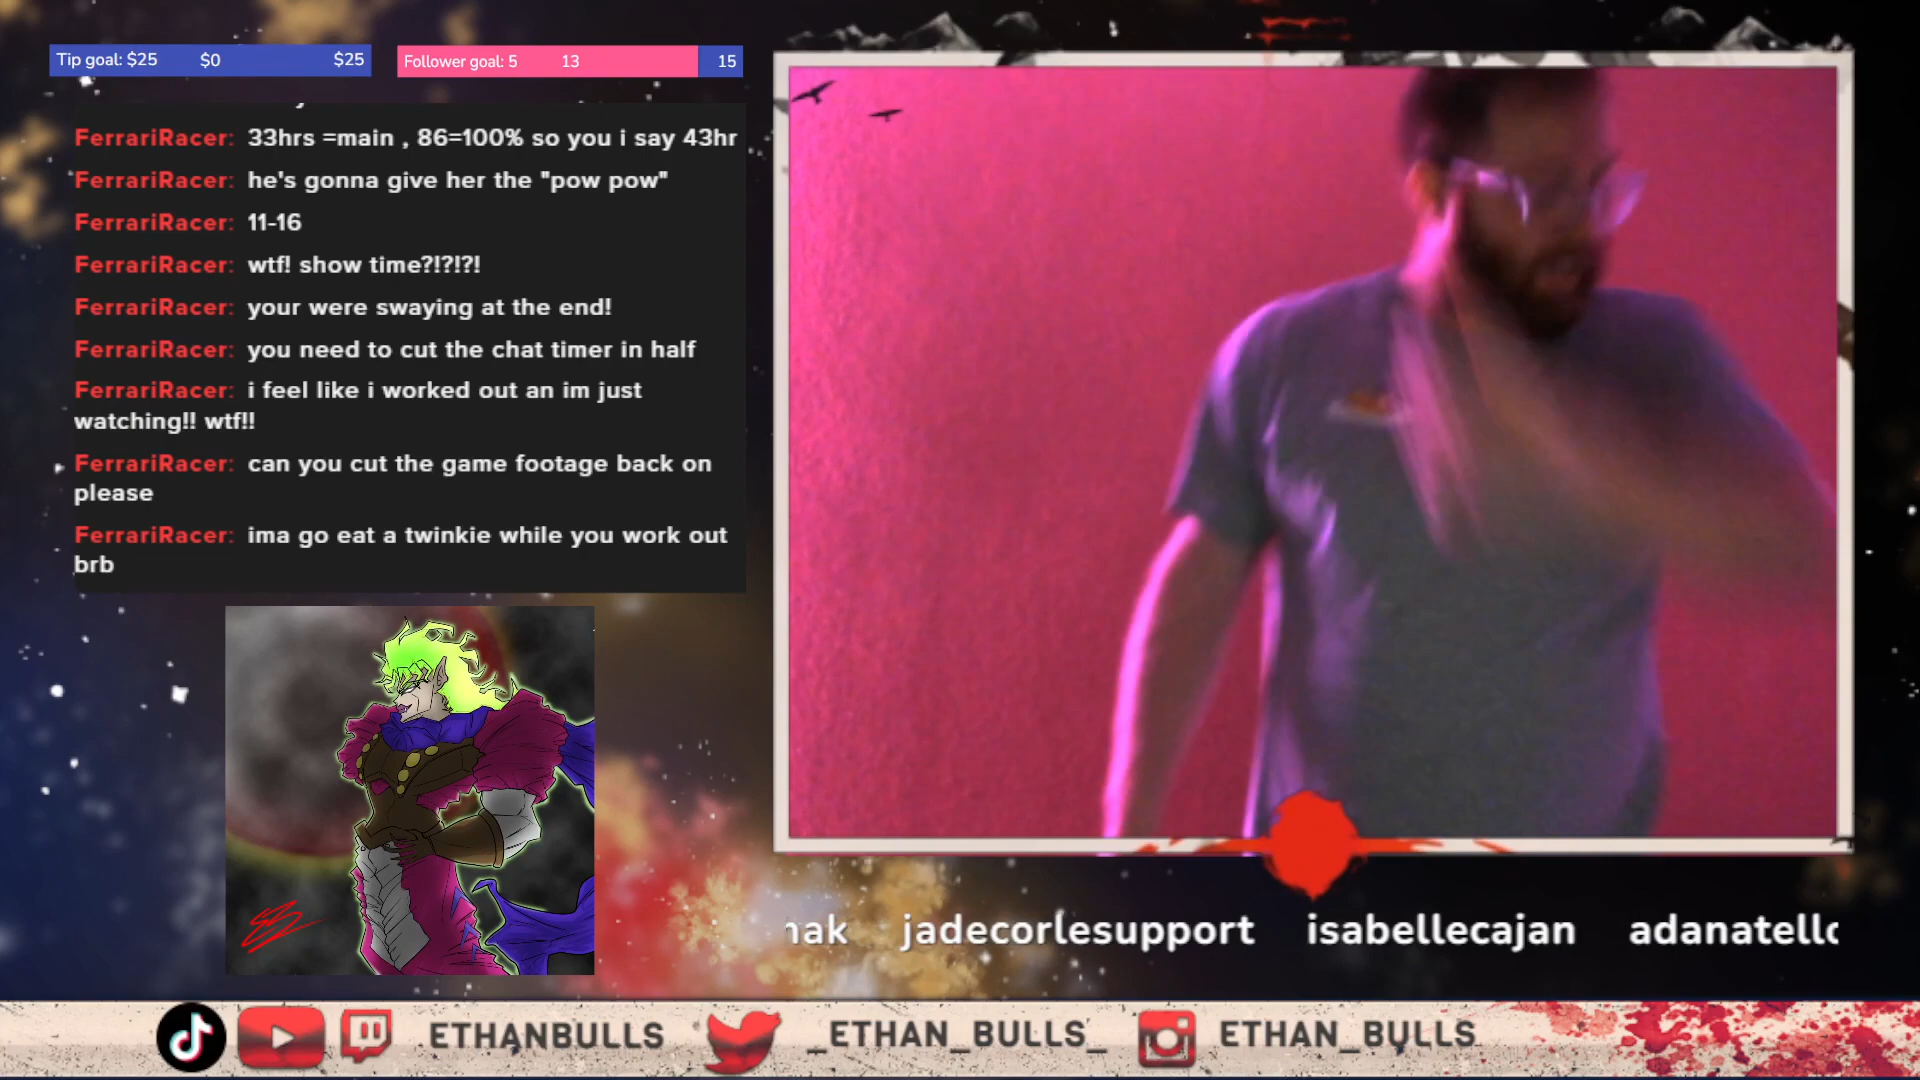 Tip goal: $25 $0 $25
Follower goal: 5 13 15
FerrariRacer: 33hrs =main , 86=100% so you i say 43hr
FerrariRacer: he's gonna give her the "pow pow"
FerrariRacer: 11-16
FerrariRacer: wtf! show time?!?!?!
FerrariRacer: your were swaying at the end!
FerrariRacer: you need to cut the chat timer in half
FerrariRacer: i feel like i worked out an im just
watching!! wtf!!
FerrariRacer: can you cut the game footage back on
please
FerrariRacer: ima go eat a twinkie while you work out
brb
jadecorlesupport isabellecajan
ETHANBULLS _ETHAN_BULLS_ ETHAN_BULLS